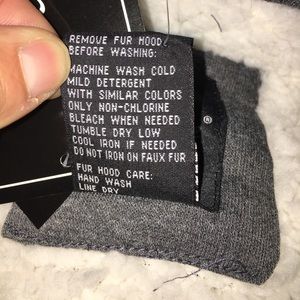 REMOVE FUR HOOD
BEFORE WASHING:
MACHINE WASH COLD
MILD DETERGENT
WITH SIMILAR COLORS
ONLY NON-CHLORINE
BLEACH WHEN NEEDED
TUMBLE DRY LOW
COOL IRON IF NEEDED
DO NOT IRON ON FAUX FUR
FUR HOOD CARE:
HAND WASH
LINE DRY
®